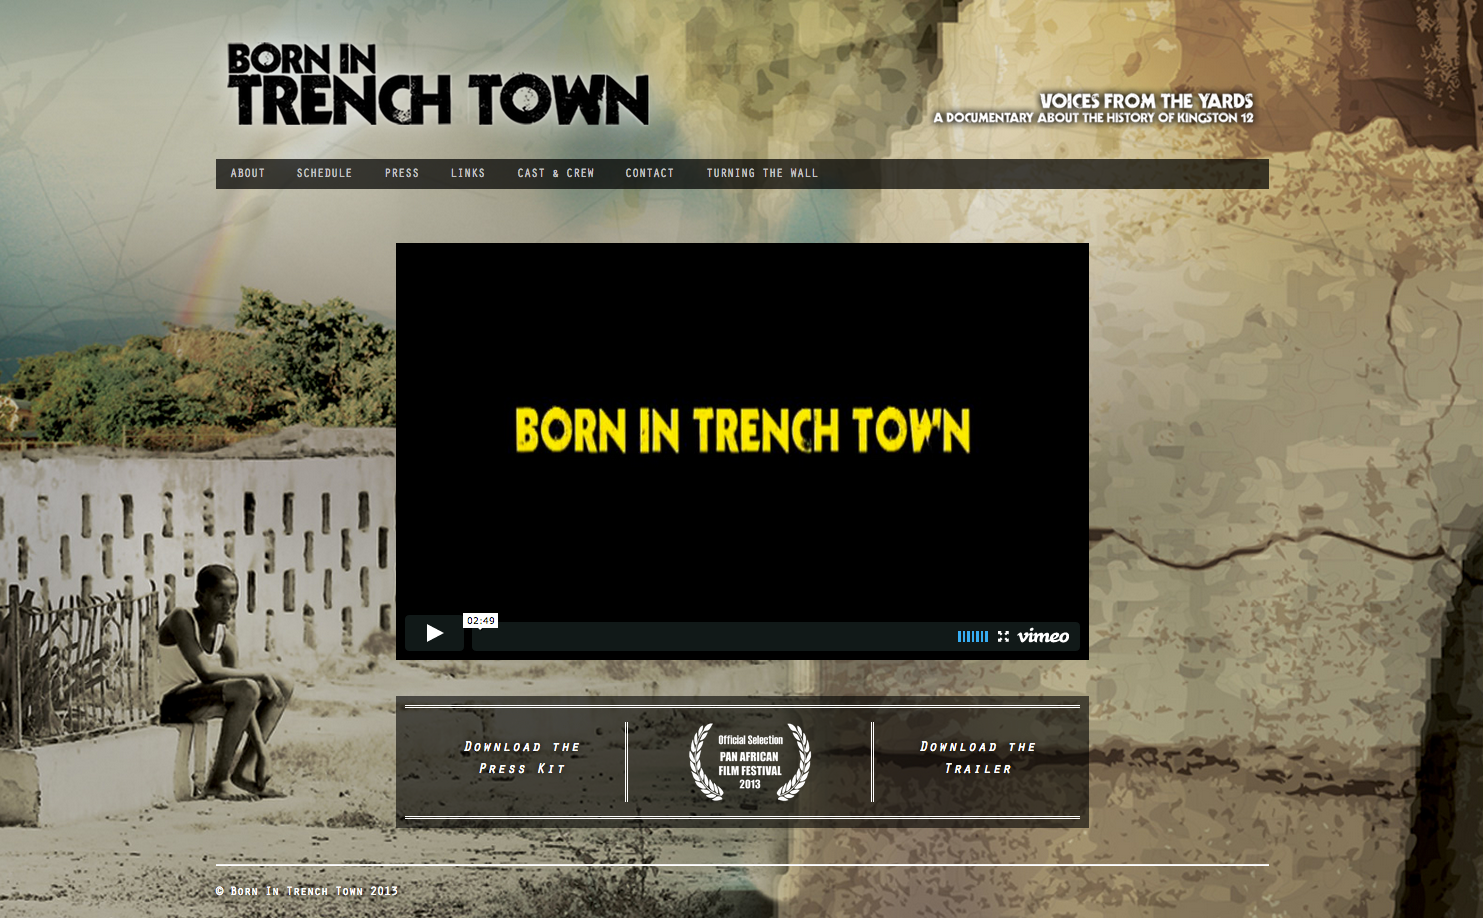 BORN IN
TRENCH TOWN
VOICES FROM THE YARDS
A DOCUMENTARY ABOUT THE HISTORY OF KINGSTON 12
ABOUT SCHEDULE PRESS LINKS CAST & CREW CONTACT TURNING THE WALL
BORN IN TRENCH TOWN
02:49
vimeo
Download the
Press Kit
Official Selection
PAN AFRICAN
FILM FESTIVAL
2013
Download the
Trailer
© Born In Trench Town 2013